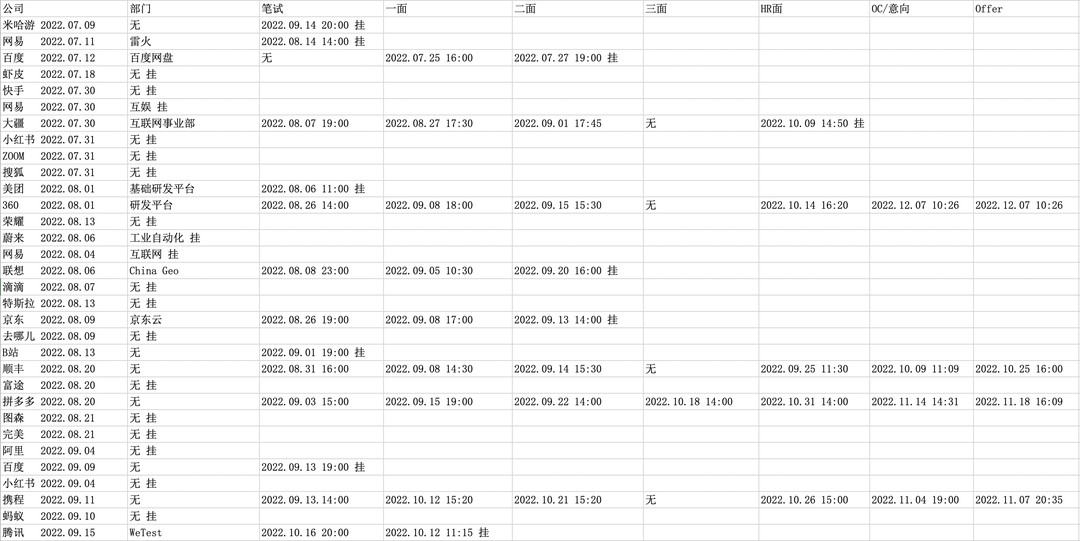 公司 部门 笔试 一面 二面 三面 HR面 OC/意向 Offer
米哈游 2022.07.09 无 2022.09.14 20:00 挂
网易 2022.07.11 雷火 2022.08.14 14:00 挂
百度 2022.07.12 百度网盘 无 2022.07.25 16:00 2022.07.27 19:00 挂
虾皮 2022.07.18 无 挂
快手 2022.07.30 无 挂
网易 2022.07.30 互娱 挂
大疆 2022.07.30 互联网事业部 2022.08.07 19:00 2022.08.27 17:30 2022.09.01 17:45 无 2022.10.09 14:50 挂
小红书 2022.07.31 无 挂
ZOOM 2022.07.31 无 挂
搜狐 2022.07.31 无 挂
美团 2022.08.01 基础研发平台 2022.08.06 11:00 挂
360 2022.08.01 研发平台 2022.08.26 14:00 2022.09.08 18:00 2022.09.15 15:30 无 2022.10.14 16:20 2022.12.07 10:26 2022.12.07 10:26
荣耀 2022.08.13 无 挂
蔚来 2022.08.06 工业自动化 挂
网易 2022.08.04 互联网 挂
联想 2022.08.06 China Geo 2022.08.08 23:00 2022.09.05 10:30 2022.09.20 16:00 挂
滴滴 2022.08.07 无 挂
特斯拉 2022.08.13 无 挂
京东 2022.08.09 京东云 2022.08.26 19:00 2022.09.08 17:00 2022.09.13 14:00 挂
去哪儿 2022.08.09 无 挂
B站 2022.08.13 无 2022.09.01 19:00 挂
顺丰 2022.08.20 无 2022.08.31 16:00 2022.09.08 14:30 2022.09.14 15:30 无 2022.09.25 11:30 2022.10.09 11:09 2022.10.25 16:00
富途 2022.08.20 无 挂
拼多多 2022.08.20 无 2022.09.03 15:00 2022.09.15 19:00 2022.09.22 14:00 2022.10.18 14:00 2022.10.31 14:00 2022.11.14 14:31 2022.11.18 16:09
图森 2022.08.21 无 挂
完美 2022.08.21 无 挂
阿里 2022.09.04 无 挂
百度 2022.09.09 无 2022.09.13 19:00 挂
小红书 2022.09.04 无 挂
携程 2022.09.11 无 2022.09.13.14:00 2022.10.12 15:20 2022.10.21 15:20 无 2022.10.26 15:00 2022.11.04 19:00 2022.11.07 20:35
蚂蚁 2022.09.10 无 挂
腾讯 2022.09.15 WeTest 2022.10.16 20:00 2022.10.12 11:15 挂